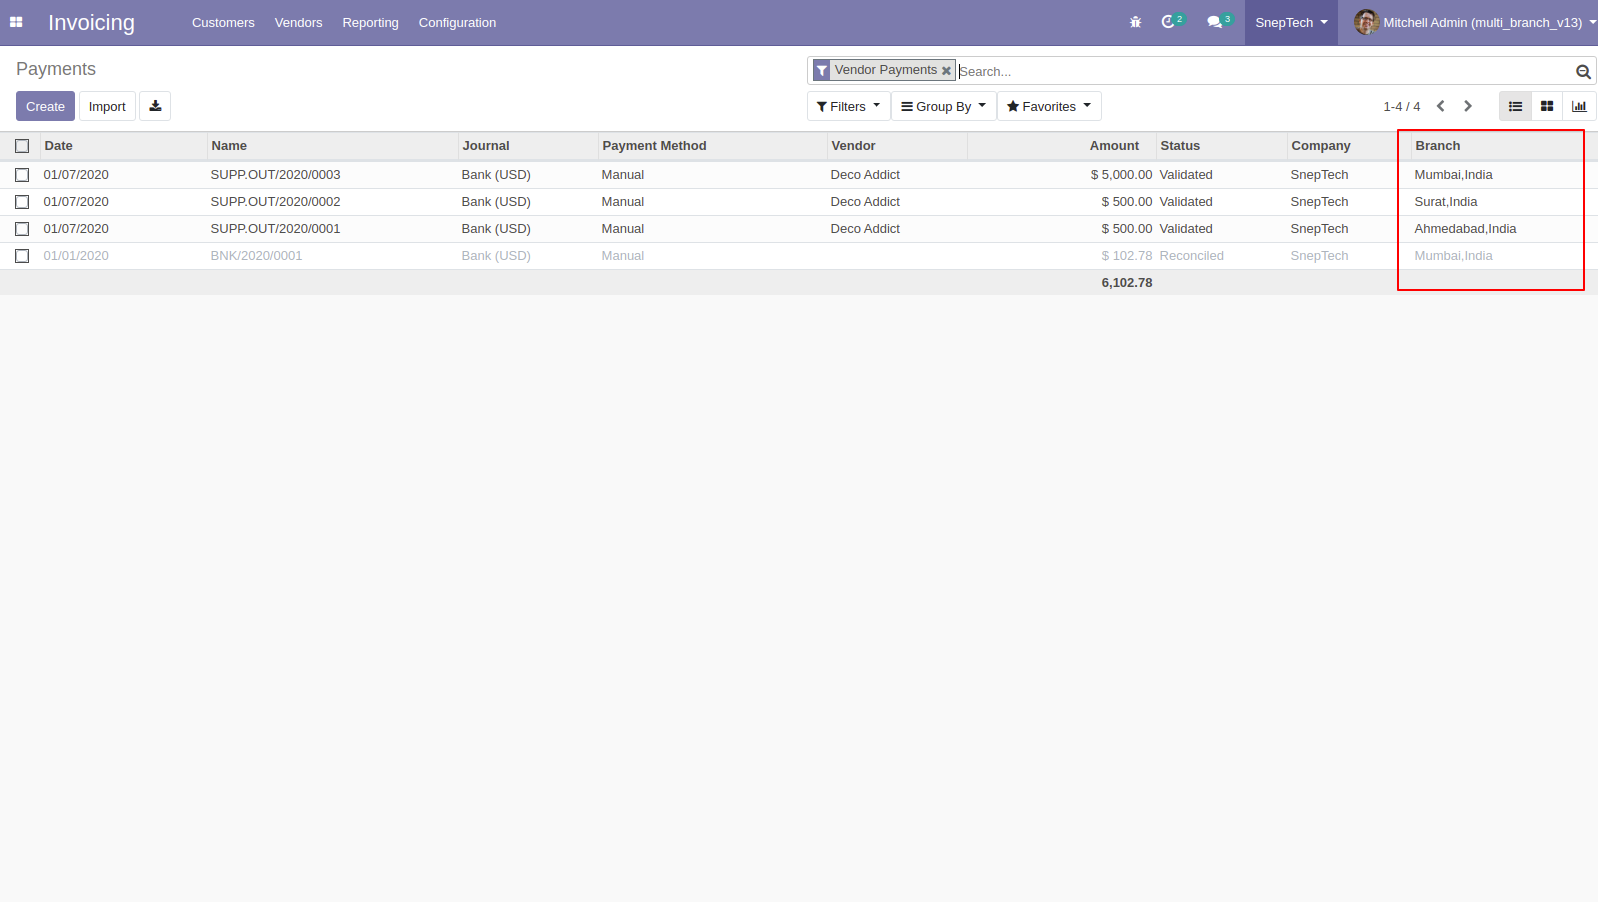 Invoicing Customers Vendors Reporting Configuration 2 3 SnepTech Mitchell Admin (multi_branch_v13)
Payments Vendor Payments Search...
Create Import Filters Group By Favorites 1-4 / 4
Date Name Journal Payment Method Vendor Amount Status Company Branch
01/07/2020 SUPP.OUT/2020/0003 Bank (USD) Manual Deco Addict $ 5,000.00 Validated SnepTech Mumbai,India
01/07/2020 SUPP.OUT/2020/0002 Bank (USD) Manual Deco Addict $ 500.00 Validated SnepTech Surat,India
01/07/2020 SUPP.OUT/2020/0001 Bank (USD) Manual Deco Addict $ 500.00 Validated SnepTech Ahmedabad,India
01/01/2020 BNK/2020/0001 Bank (USD) Manual $ 102.78 Reconciled SnepTech Mumbai,India
6,102.78